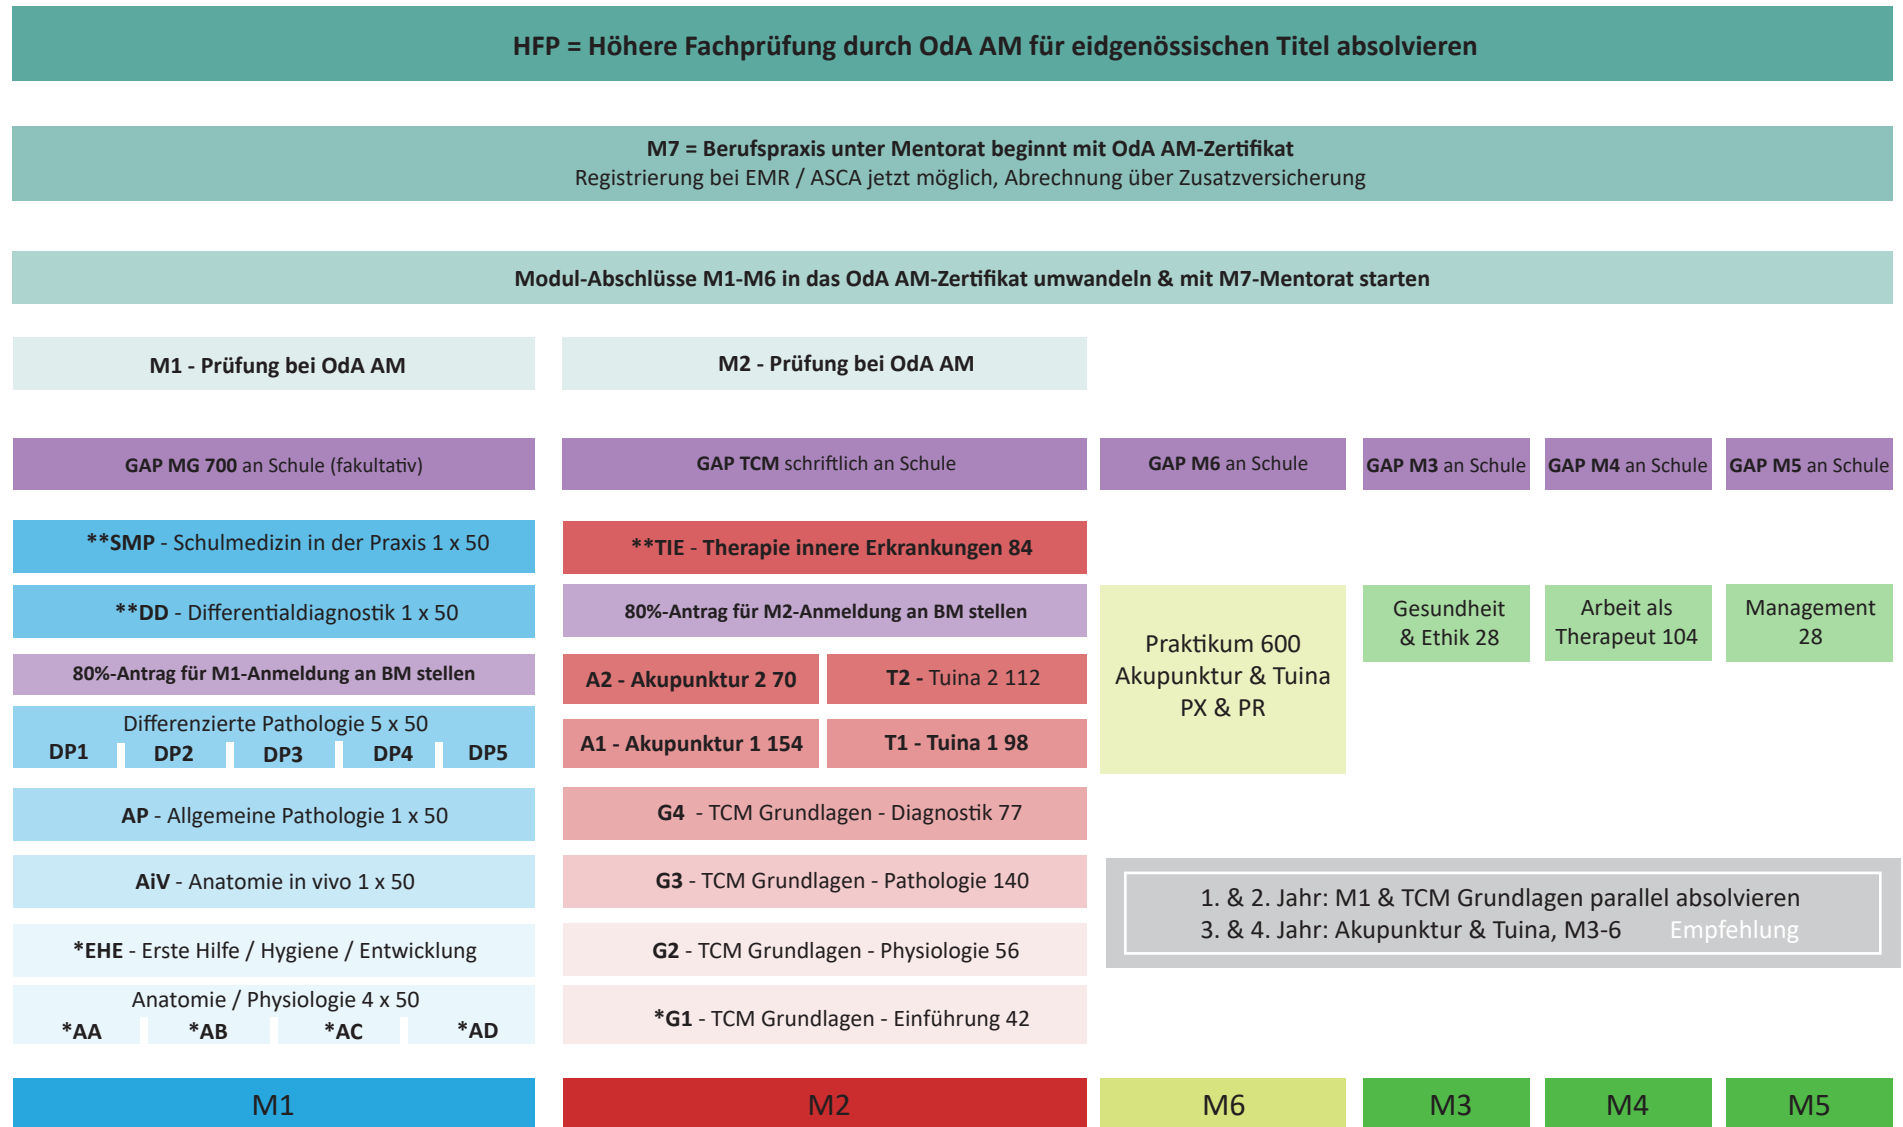 HFP = Höhere Fachprüfung durch OdA AM für eidgenössischen Titel absolvieren
M7 = Berufspraxis unter Mentorat beginnt mit OdA AM-Zertifikat
Registrierung bei EMR / ASCA jetzt möglich, Abrechnung über Zusatzversicherung
Modul-Abschlüsse M1-M6 in das OdA AM-Zertifikat umwandeln & mit M7-Mentorat starten
M1 - Prüfung bei OdA AM
M2 - Prüfung bei OdA AM
GAP MG 700 an Schule (fakultativ)
GAP TCM schriftlich an Schule
GAP M6 an Schule
GAP M3 an Schule
GAP M4 an Schule
GAP M5 an Schule
**SMP - Schulmedizin in der Praxis 1 x 50
**DD - Differentialdiagnostik 1 x 50
80%-Antrag für M1-Anmeldung an BM stellen
Differenzierte Pathologie 5 x 50
DP1 DP2 DP3 DP4 DP5
AP - Allgemeine Pathologie 1 x 50
AiV - Anatomie in vivo 1 x 50
*EHE - Erste Hilfe / Hygiene / Entwicklung
Anatomie / Physiologie 4 x 50
*AA *AB *AC *AD
**TIE - Therapie innere Erkrankungen 84
80%-Antrag für M2-Anmeldung an BM stellen
A2 - Akupunktur 2 70
T2 - Tuina 2 112
A1 - Akupunktur 1 154
T1 - Tuina 1 98
G4 - TCM Grundlagen - Diagnostik 77
G3 - TCM Grundlagen - Pathologie 140
G2 - TCM Grundlagen - Physiologie 56
*G1 - TCM Grundlagen - Einführung 42
Praktikum 600
Akupunktur & Tuina
PX & PR
Gesundheit
& Ethik 28
Arbeit als
Therapeut 104
Management
28
1. & 2. Jahr: M1 & TCM Grundlagen parallel absolvieren
3. & 4. Jahr: Akupunktur & Tuina, M3-6 Empfehlung
M1
M2
M6
M3
M4
M5